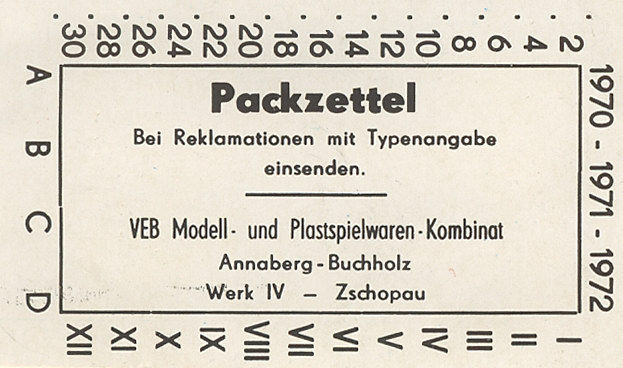 30 28 26 24 22 20 18 16 14 12 10 8 6 4 2
A B C D
Packzettel
Bei Reklamationen mit Typenangabe
einsenden.
VEB Modell- und Plastspielwaren-Kombinat
Annaberg-Buchholz
Werk IV – Zschopau
1970 - 1971 - 1972
XII XI X IX VIII VII VI V IV III II I